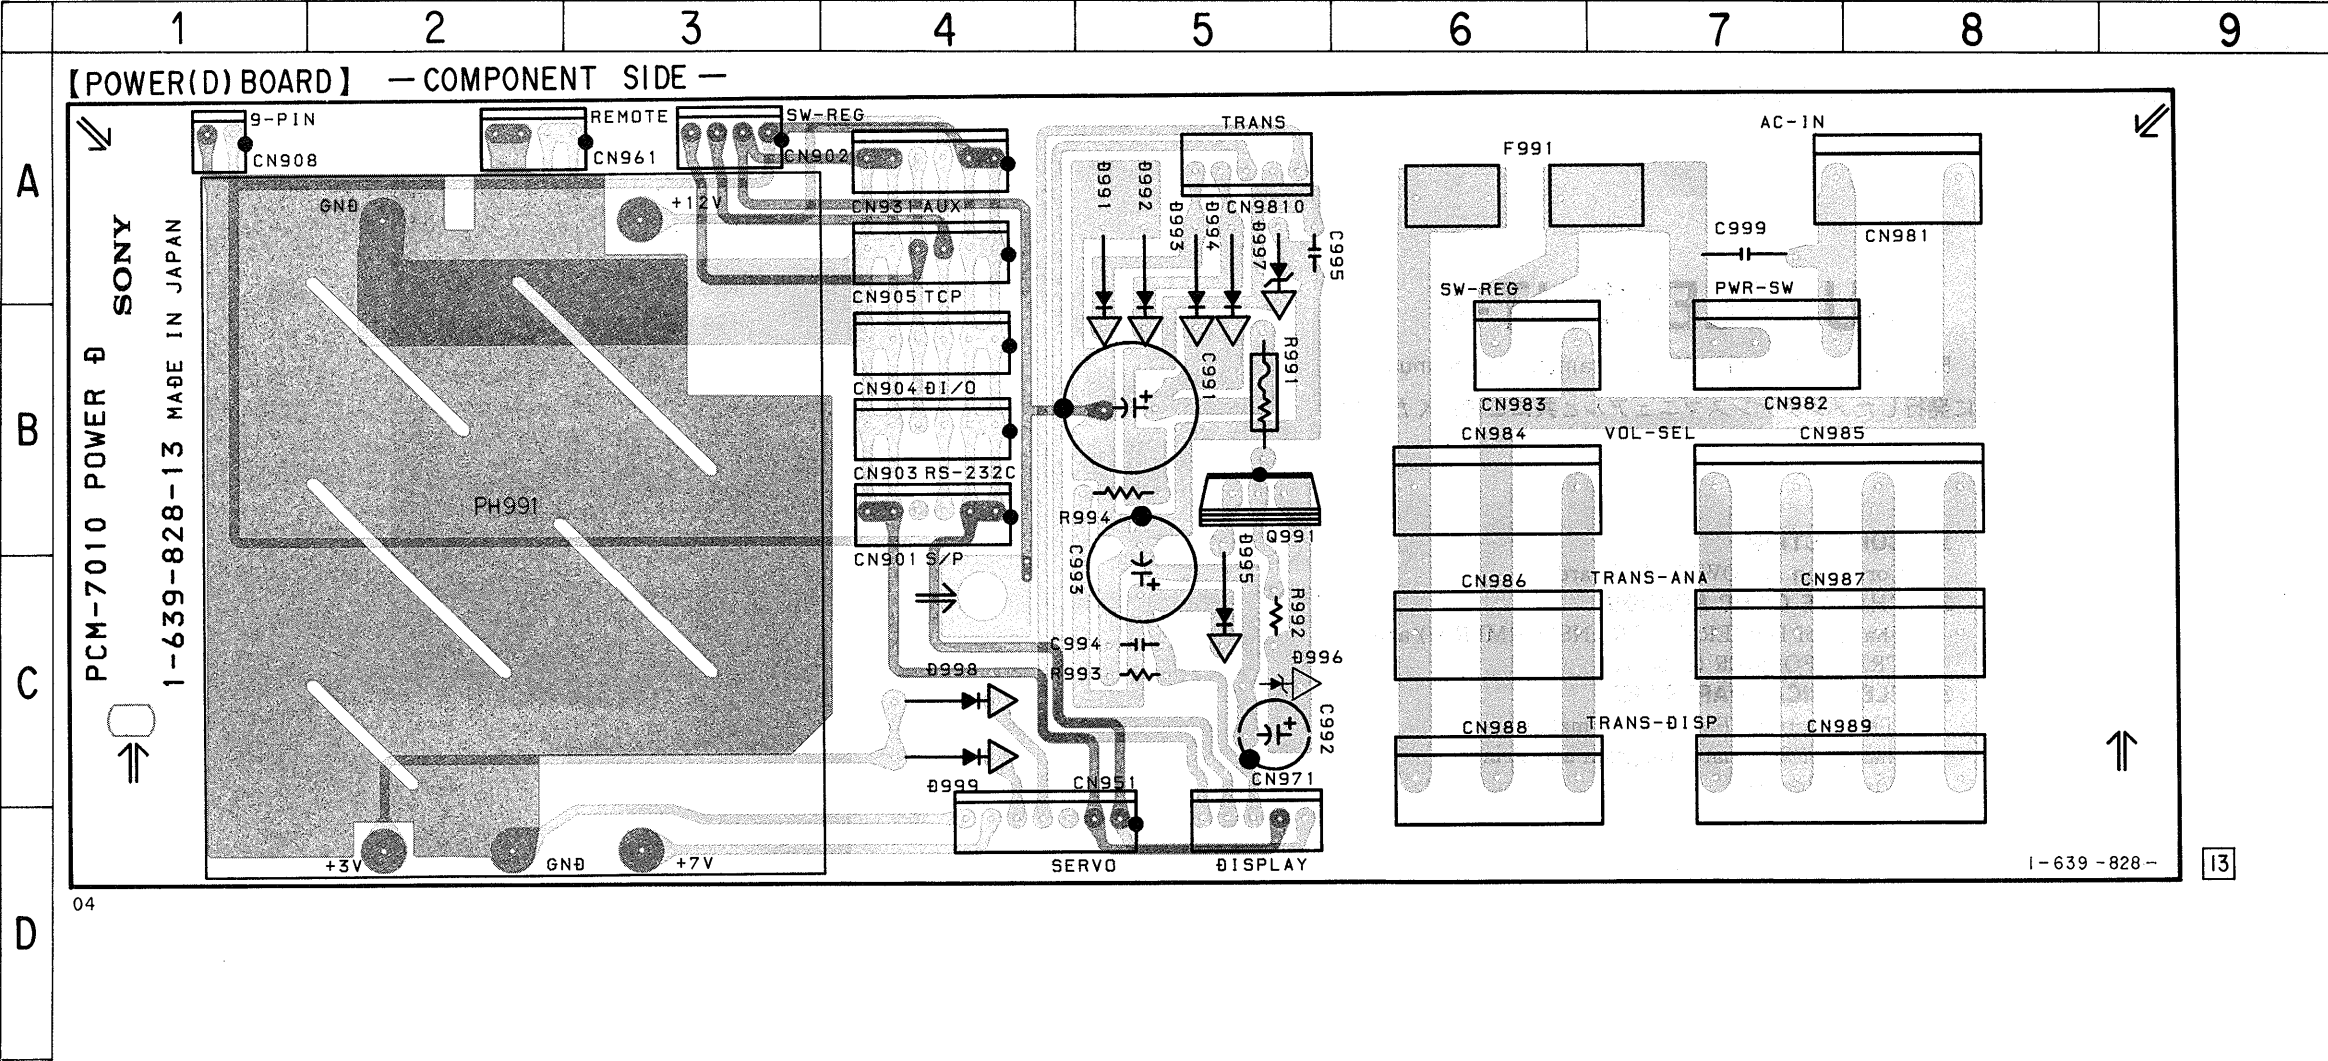 1 2 3 4 5 6 7 8 9
【POWER(D)BOARD】 —COMPONENT SIDE—
A
B
C
D
9-PIN
CN908
REMOTE
CN961
SW-REG
CN902
TRANS
CN9810
AC-IN
CN981
F991
C999
GND
+12V
CN931 AUX
CN905 TCP
CN904 DI/O
CN903 RS-232C
CN901 S/P
D991
D992
D993
D994
D997
C995
SW-REG
CN983
PWR-SW
CN982
SONY
PCM-7010 POWER D
1-639-828-13 MADE IN JAPAN
PH991
C991
R991
R994
Q991
C993
D995
R992
C994
R993
D996
D998
D999
C992
CN951
CN971
CN984
VOL-SEL
CN985
CN986
TRANS-ANA
CN987
CN988
TRANS-DISP
CN989
+3V
GND
+7V
SERVO
DISPLAY
1-639-828-
13
04